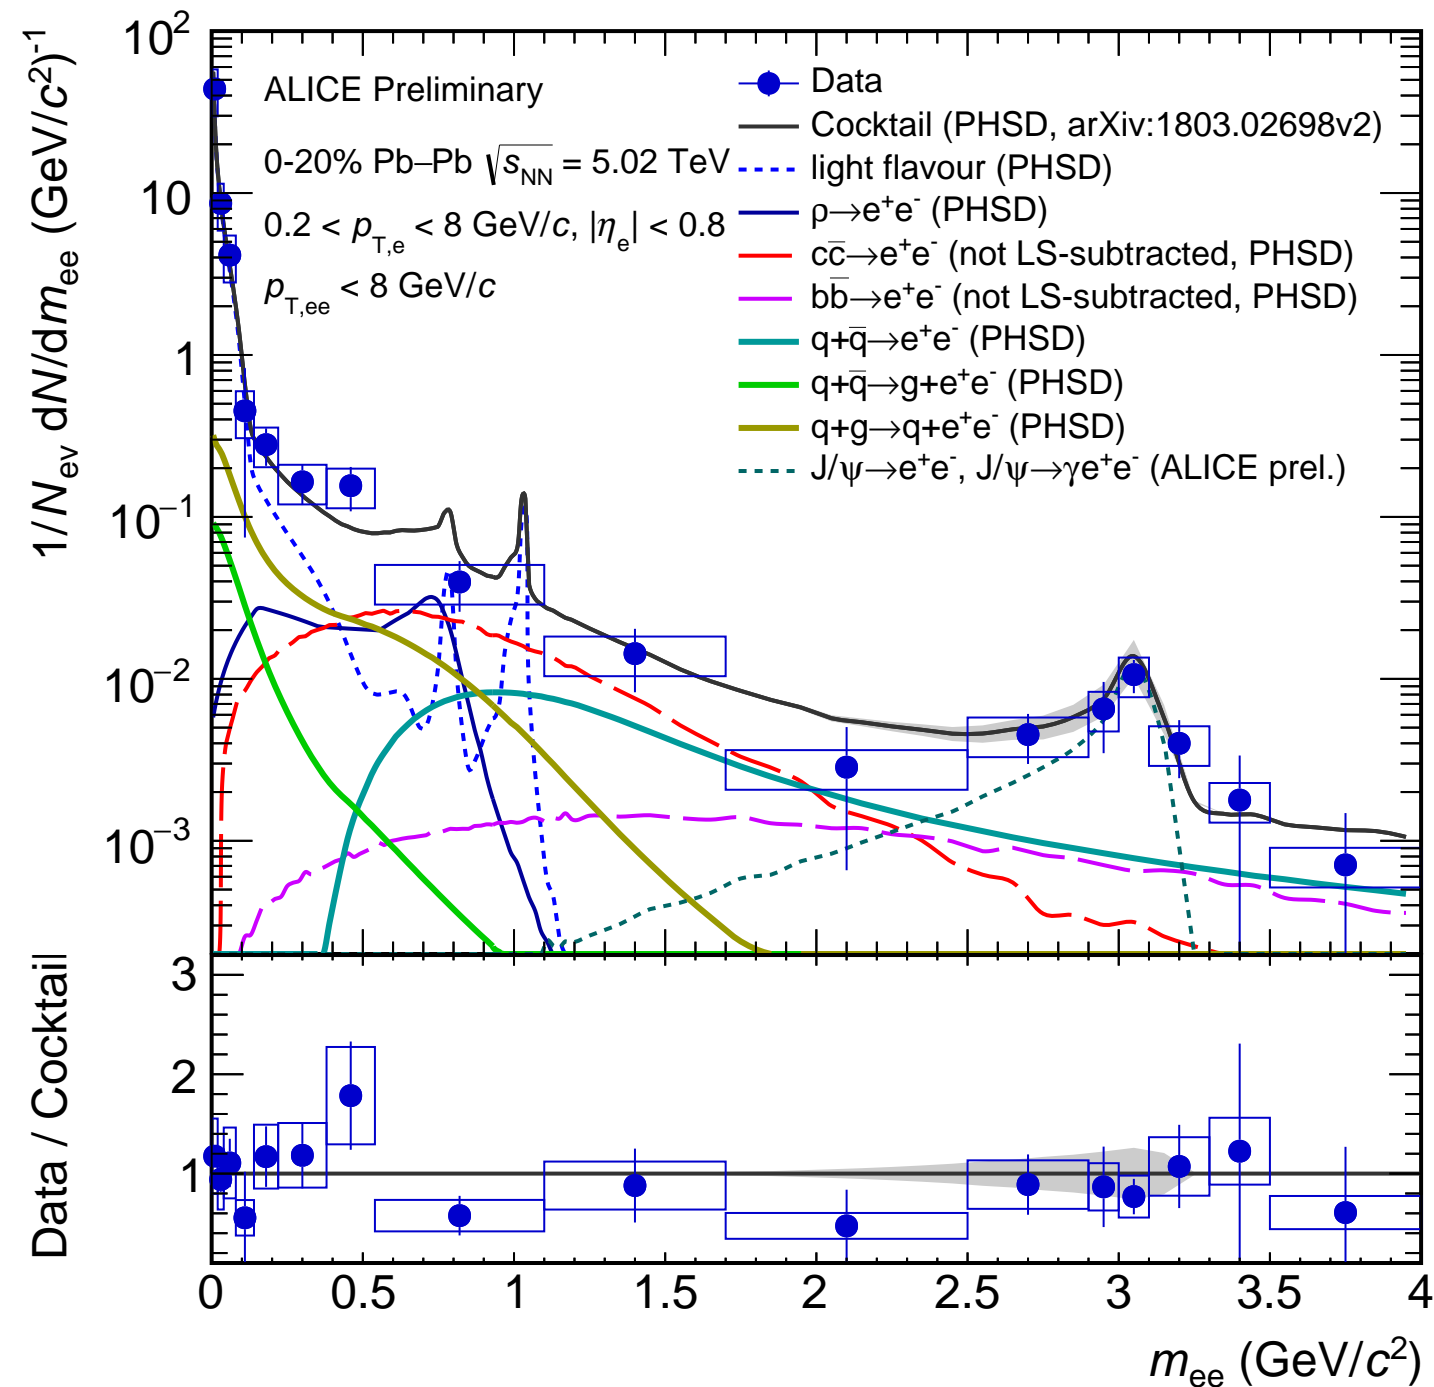 1/N_ev dN/dm_ee (GeV/c²)⁻¹
10²
10
1
10⁻¹
10⁻²
10⁻³
ALICE Preliminary
0-20% Pb–Pb √s_NN = 5.02 TeV
0.2 < p_T,e < 8 GeV/c, |η_e| < 0.8
p_T,ee < 8 GeV/c
Data
Cocktail (PHSD, arXiv:1803.02698v2)
light flavour (PHSD)
ρ→e⁺e⁻ (PHSD)
cc̅→e⁺e⁻ (not LS-subtracted, PHSD)
bb̅→e⁺e⁻ (not LS-subtracted, PHSD)
q+q̅→e⁺e⁻ (PHSD)
q+q̅→g+e⁺e⁻ (PHSD)
q+g→q+e⁺e⁻ (PHSD)
J/ψ→e⁺e⁻, J/ψ→γe⁺e⁻ (ALICE prel.)
Data / Cocktail
3
2
1
0 0.5 1 1.5 2 2.5 3 3.5 4
m_ee (GeV/c²)